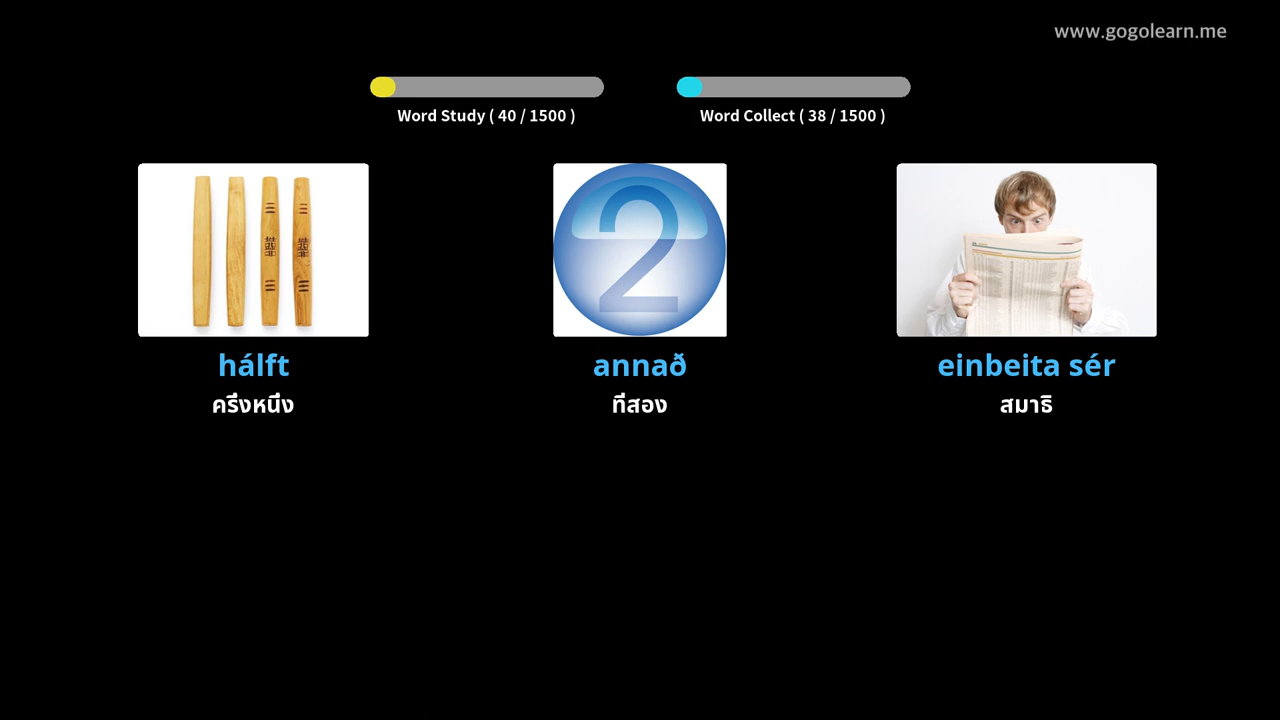 www.gogolearn.me
Word Study ( 40 / 1500 )
Word Collect ( 38 / 1500 )
2
hálft
annað
einbeita sér
ครึ่งหนึ่ง
ที่สอง
สมาธิ